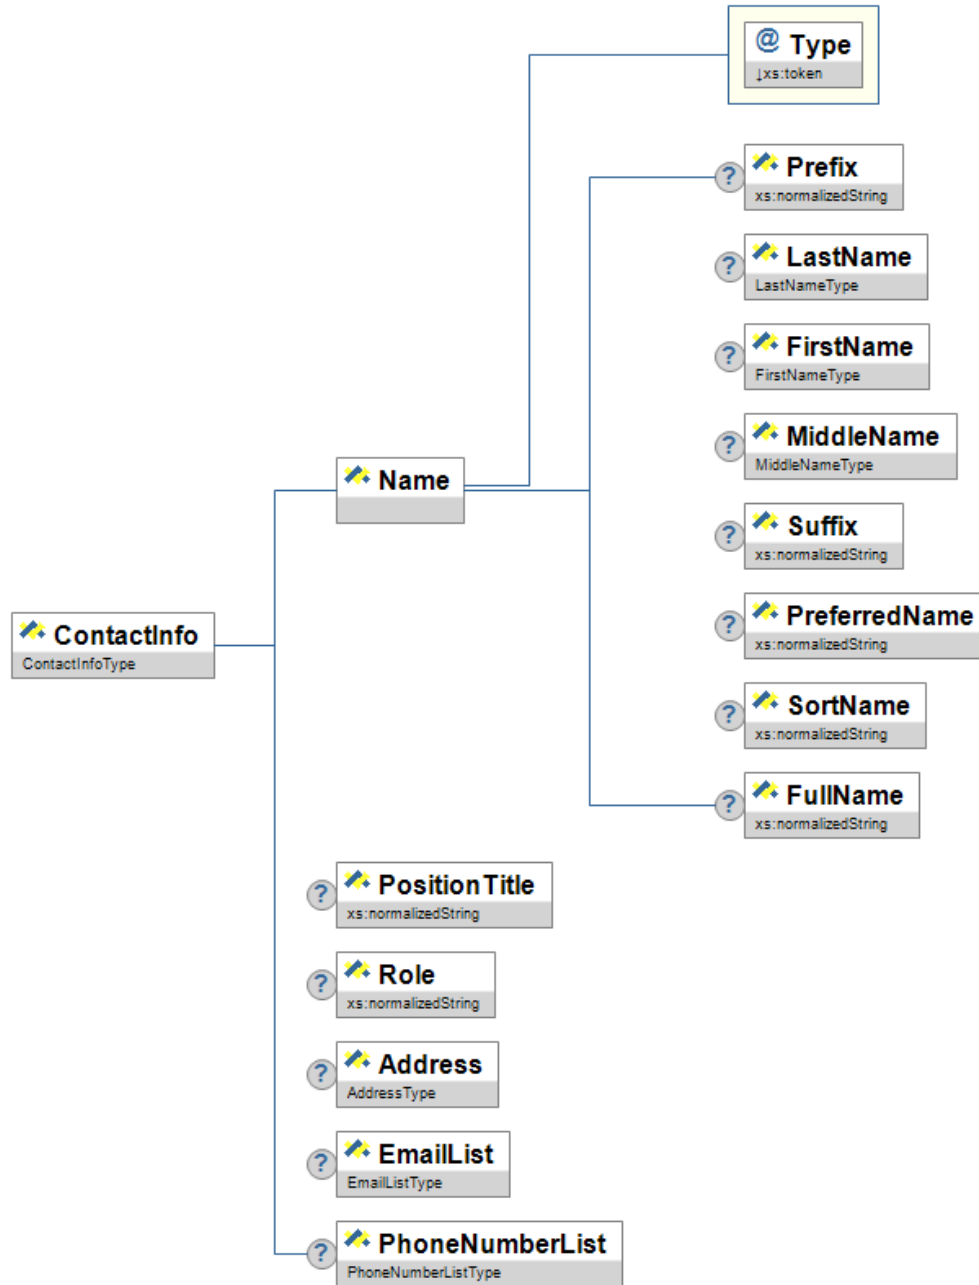 @ Type
↓xs:token
? Prefix
xs:normalizedString
? LastName
LastNameType
? FirstName
FirstNameType
? MiddleName
MiddleNameType
Name
? Suffix
xs:normalizedString
? PreferredName
xs:normalizedString
ContactInfo
ContactInfoType
? SortName
xs:normalizedString
? FullName
xs:normalizedString
? PositionTitle
xs:normalizedString
? Role
xs:normalizedString
? Address
AddressType
? EmailList
EmailListType
? PhoneNumberList
PhoneNumberListType